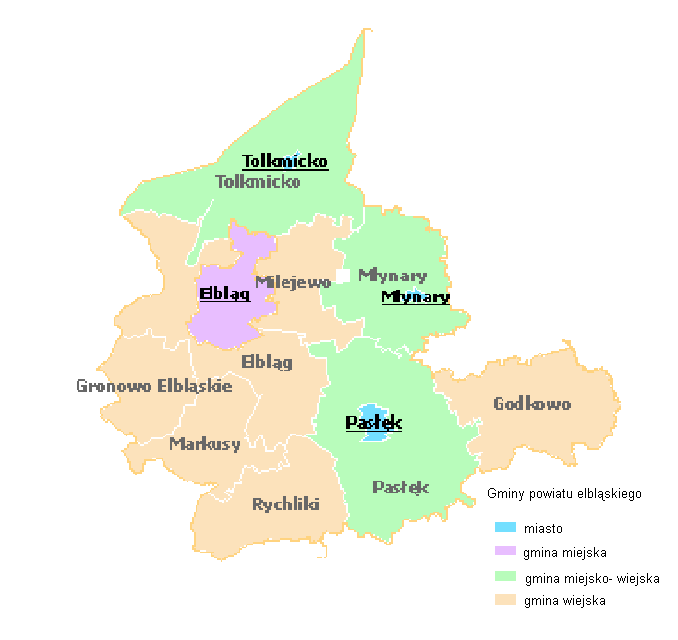 Tolkmicko
Tolkmicko
Młynary
Milejewo
Elbląg
Młynary
Elbląg
Gronowo Elbląskie
Godkowo
Pasłęk
Markusy
Pasłęk
Rychliki
Gminy powiatu elbląskiego
miasto
gmina miejska
gmina miejsko- wiejska
gmina wiejska